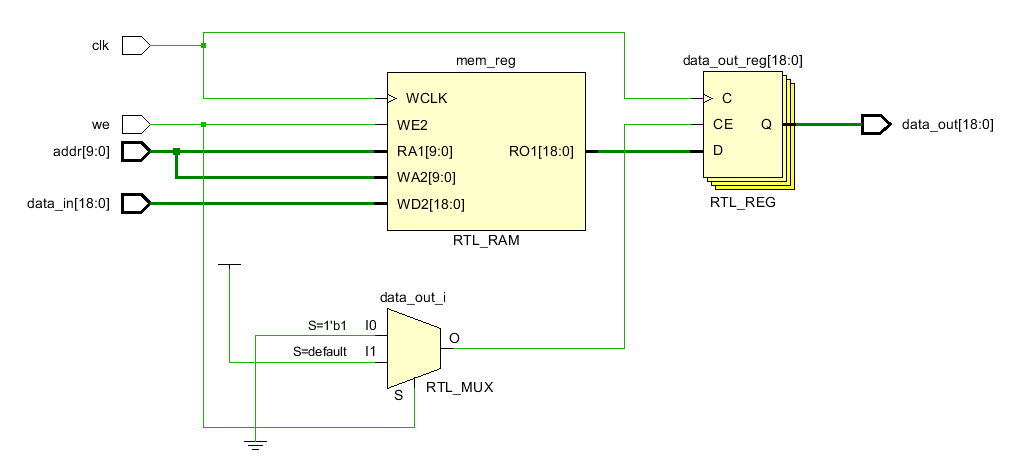 clk
we
addr[9:0]
data_in[18:0]
mem_reg
WCLK
WE2
RA1[9:0]
WA2[9:0]
WD2[18:0]
RO1[18:0]
RTL_RAM
data_out_reg[18:0]
C
CE
D
Q
RTL_REG
data_out[18:0]
data_out_i
S=1'b1
I0
S=default
I1
O
S
RTL_MUX